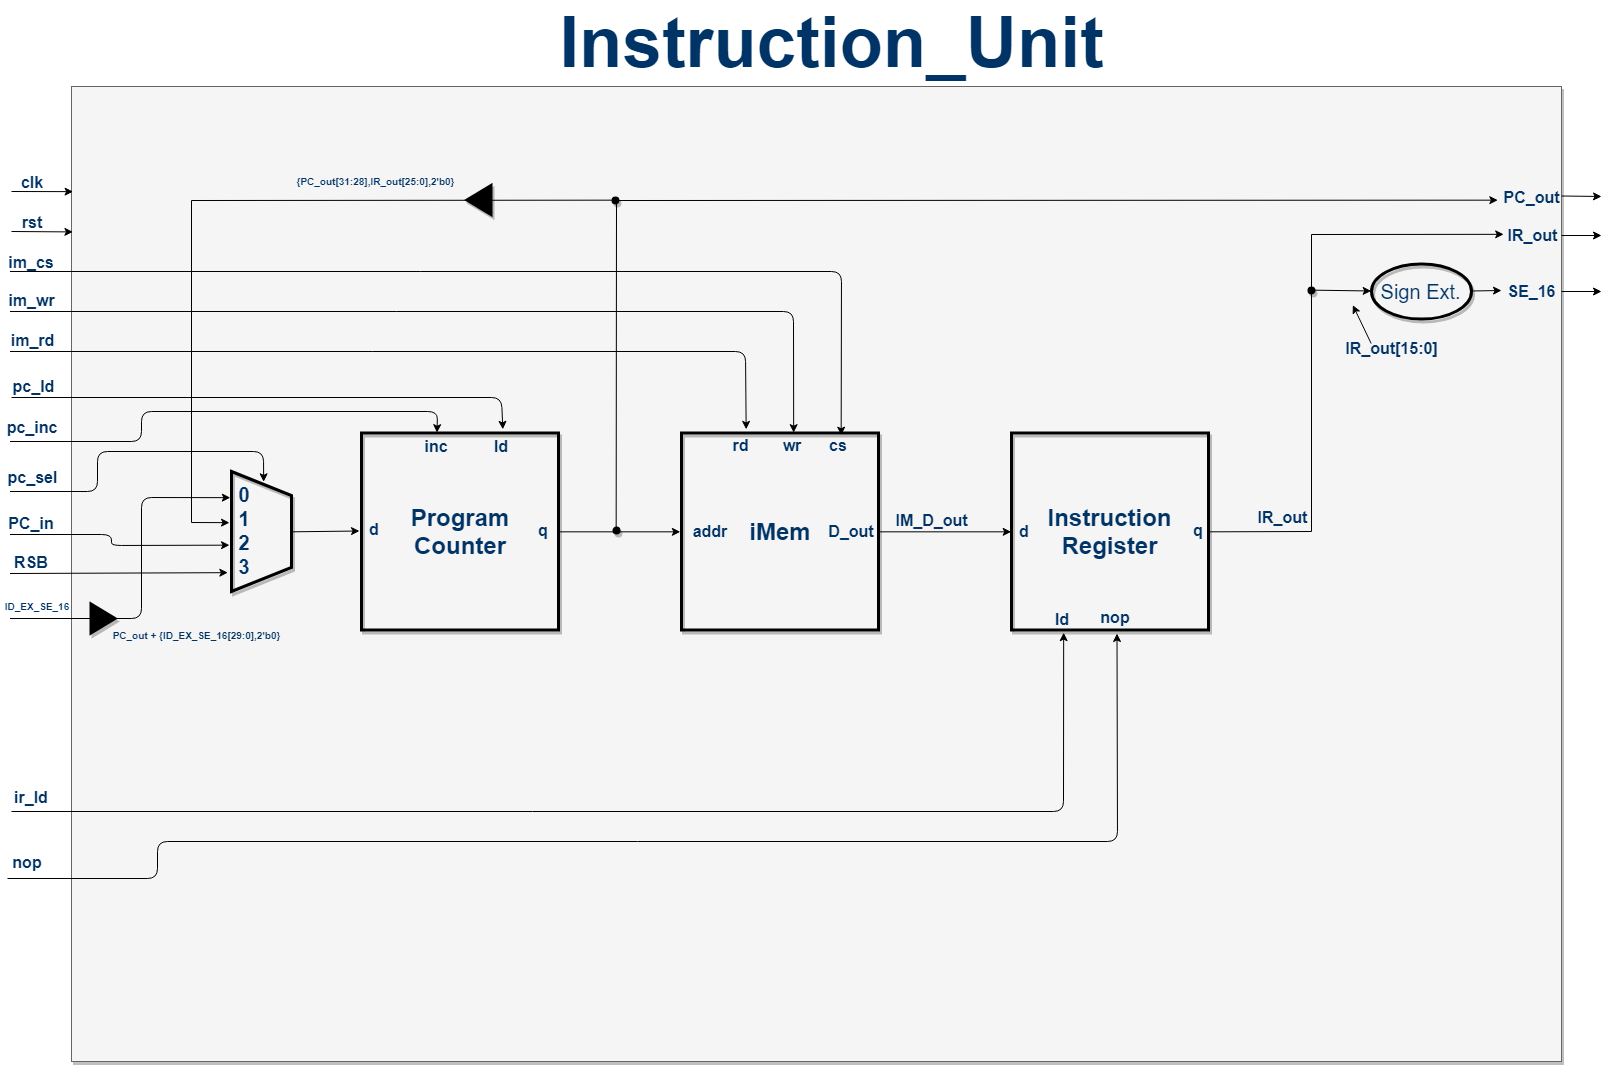 Instruction_Unit
clk
{PC_out[31:28],IR_out[25:0],2'b0}
PC_out
rst
IR_out
im_cs
Sign Ext.
SE_16
im_wr
im_rd
IR_out[15:0]
pc_ld
pc_inc
inc
ld
rd
wr
cs
pc_sel
0
1
2
3
PC_in
d
Program
Counter
q
addr
iMem
D_out
IM_D_out
d
Instruction
Register
q
IR_out
RSB
ID_EX_SE_16
PC_out + {ID_EX_SE_16[29:0],2'b0}
ld
nop
ir_ld
nop